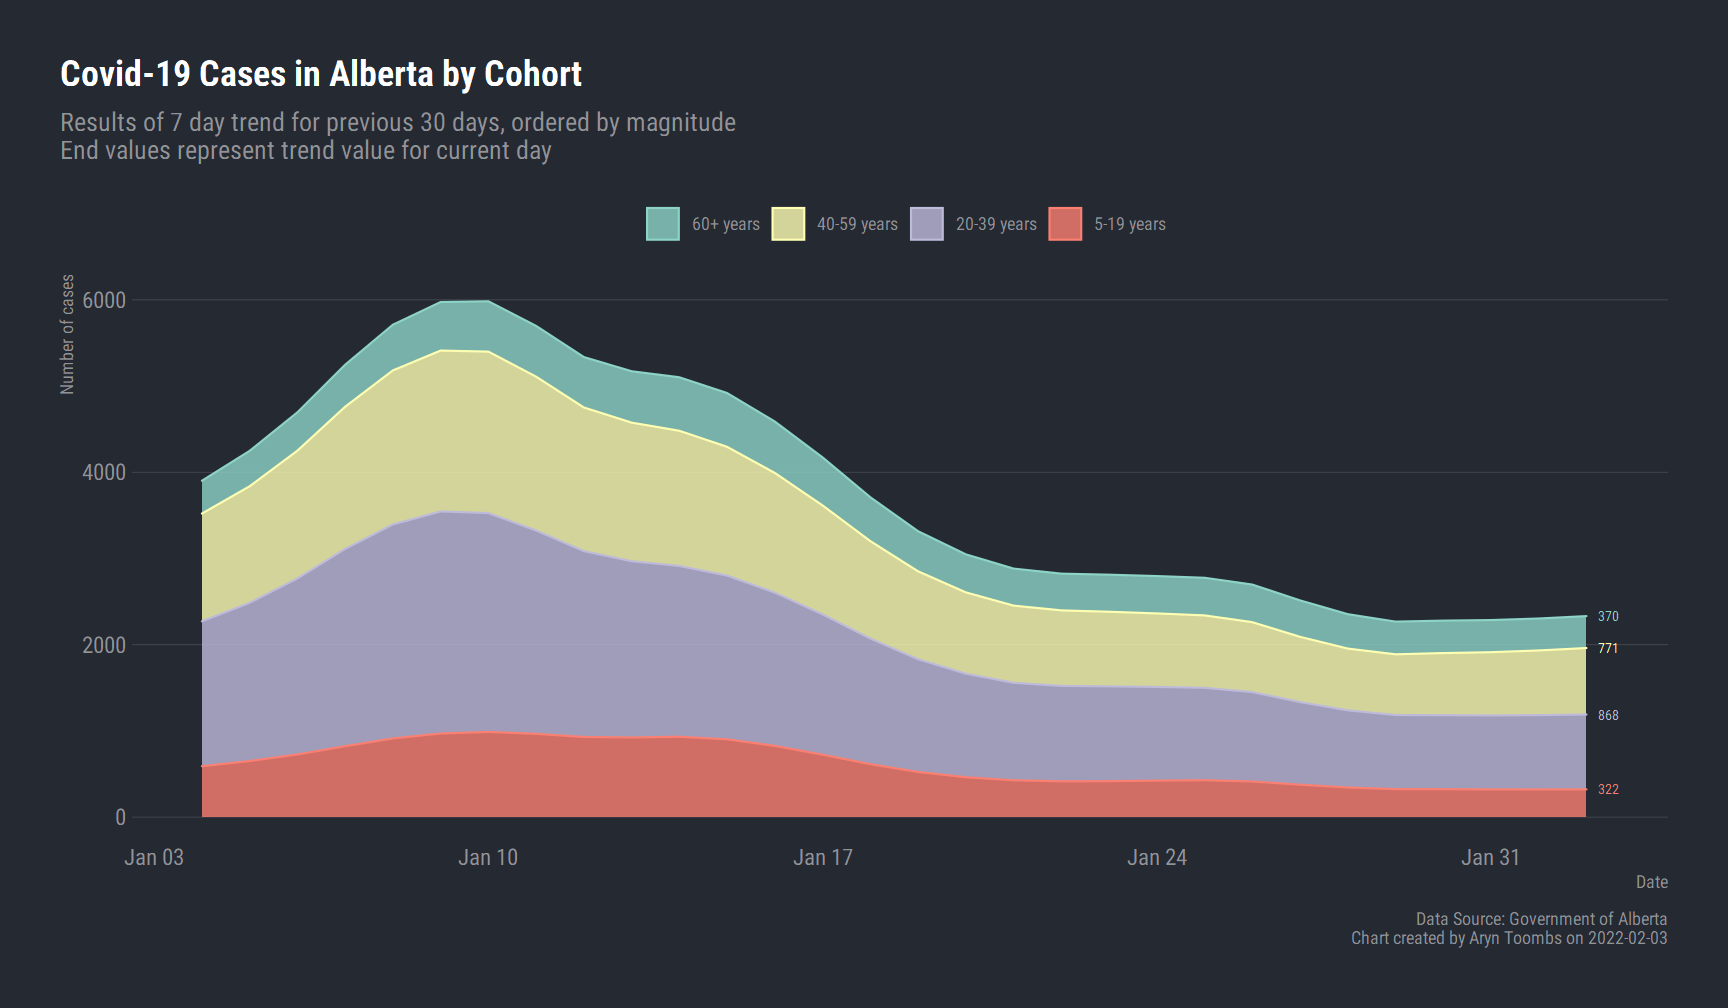 Covid-19 Cases in Alberta by Cohort
Results of 7 day trend for previous 30 days, ordered by magnitude
End values represent trend value for current day
60+ years 40-59 years 20-39 years 5-19 years
Number of cases
6000
4000
2000
0
370
771
868
322
Jan 03 Jan 10 Jan 17 Jan 24 Jan 31
Date
Data Source: Government of Alberta
Chart created by Aryn Toombs on 2022-02-03